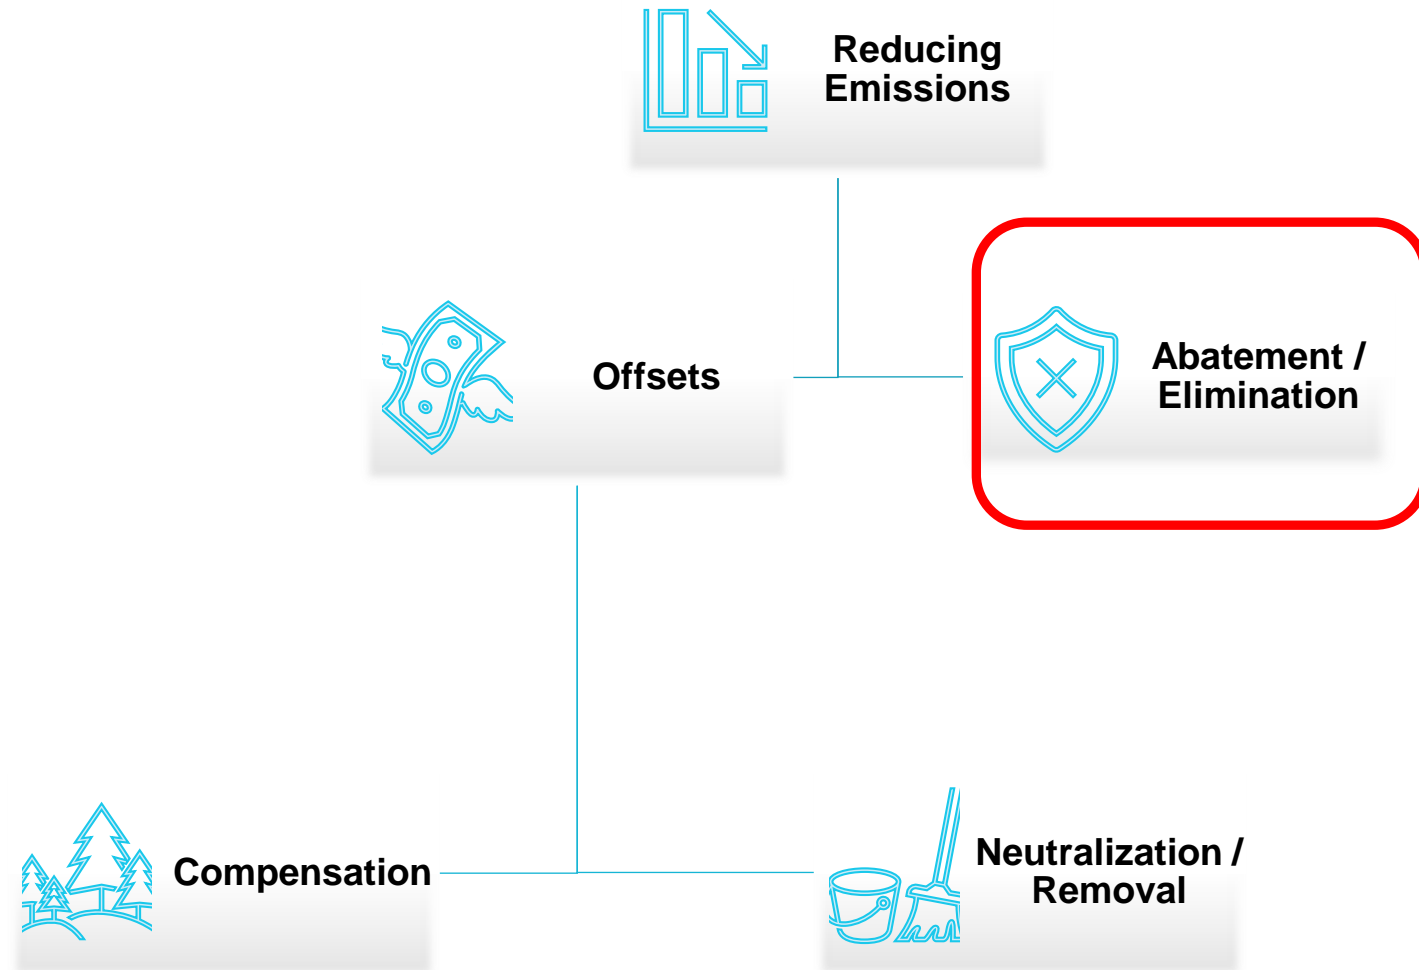 Reducing
Emissions
Offsets
Abatement /
Elimination
Compensation
Neutralization /
Removal